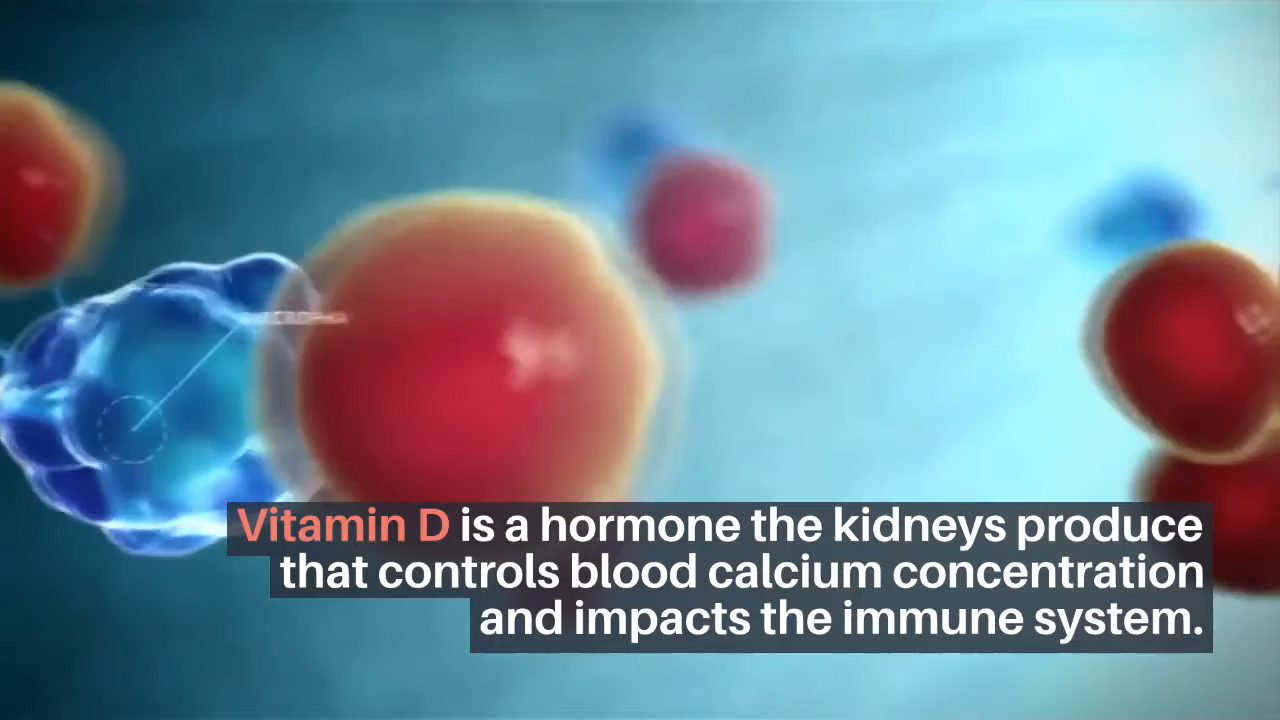 Vitamin D is a hormone the kidneys produce
that controls blood calcium concentration
and impacts the immune system.